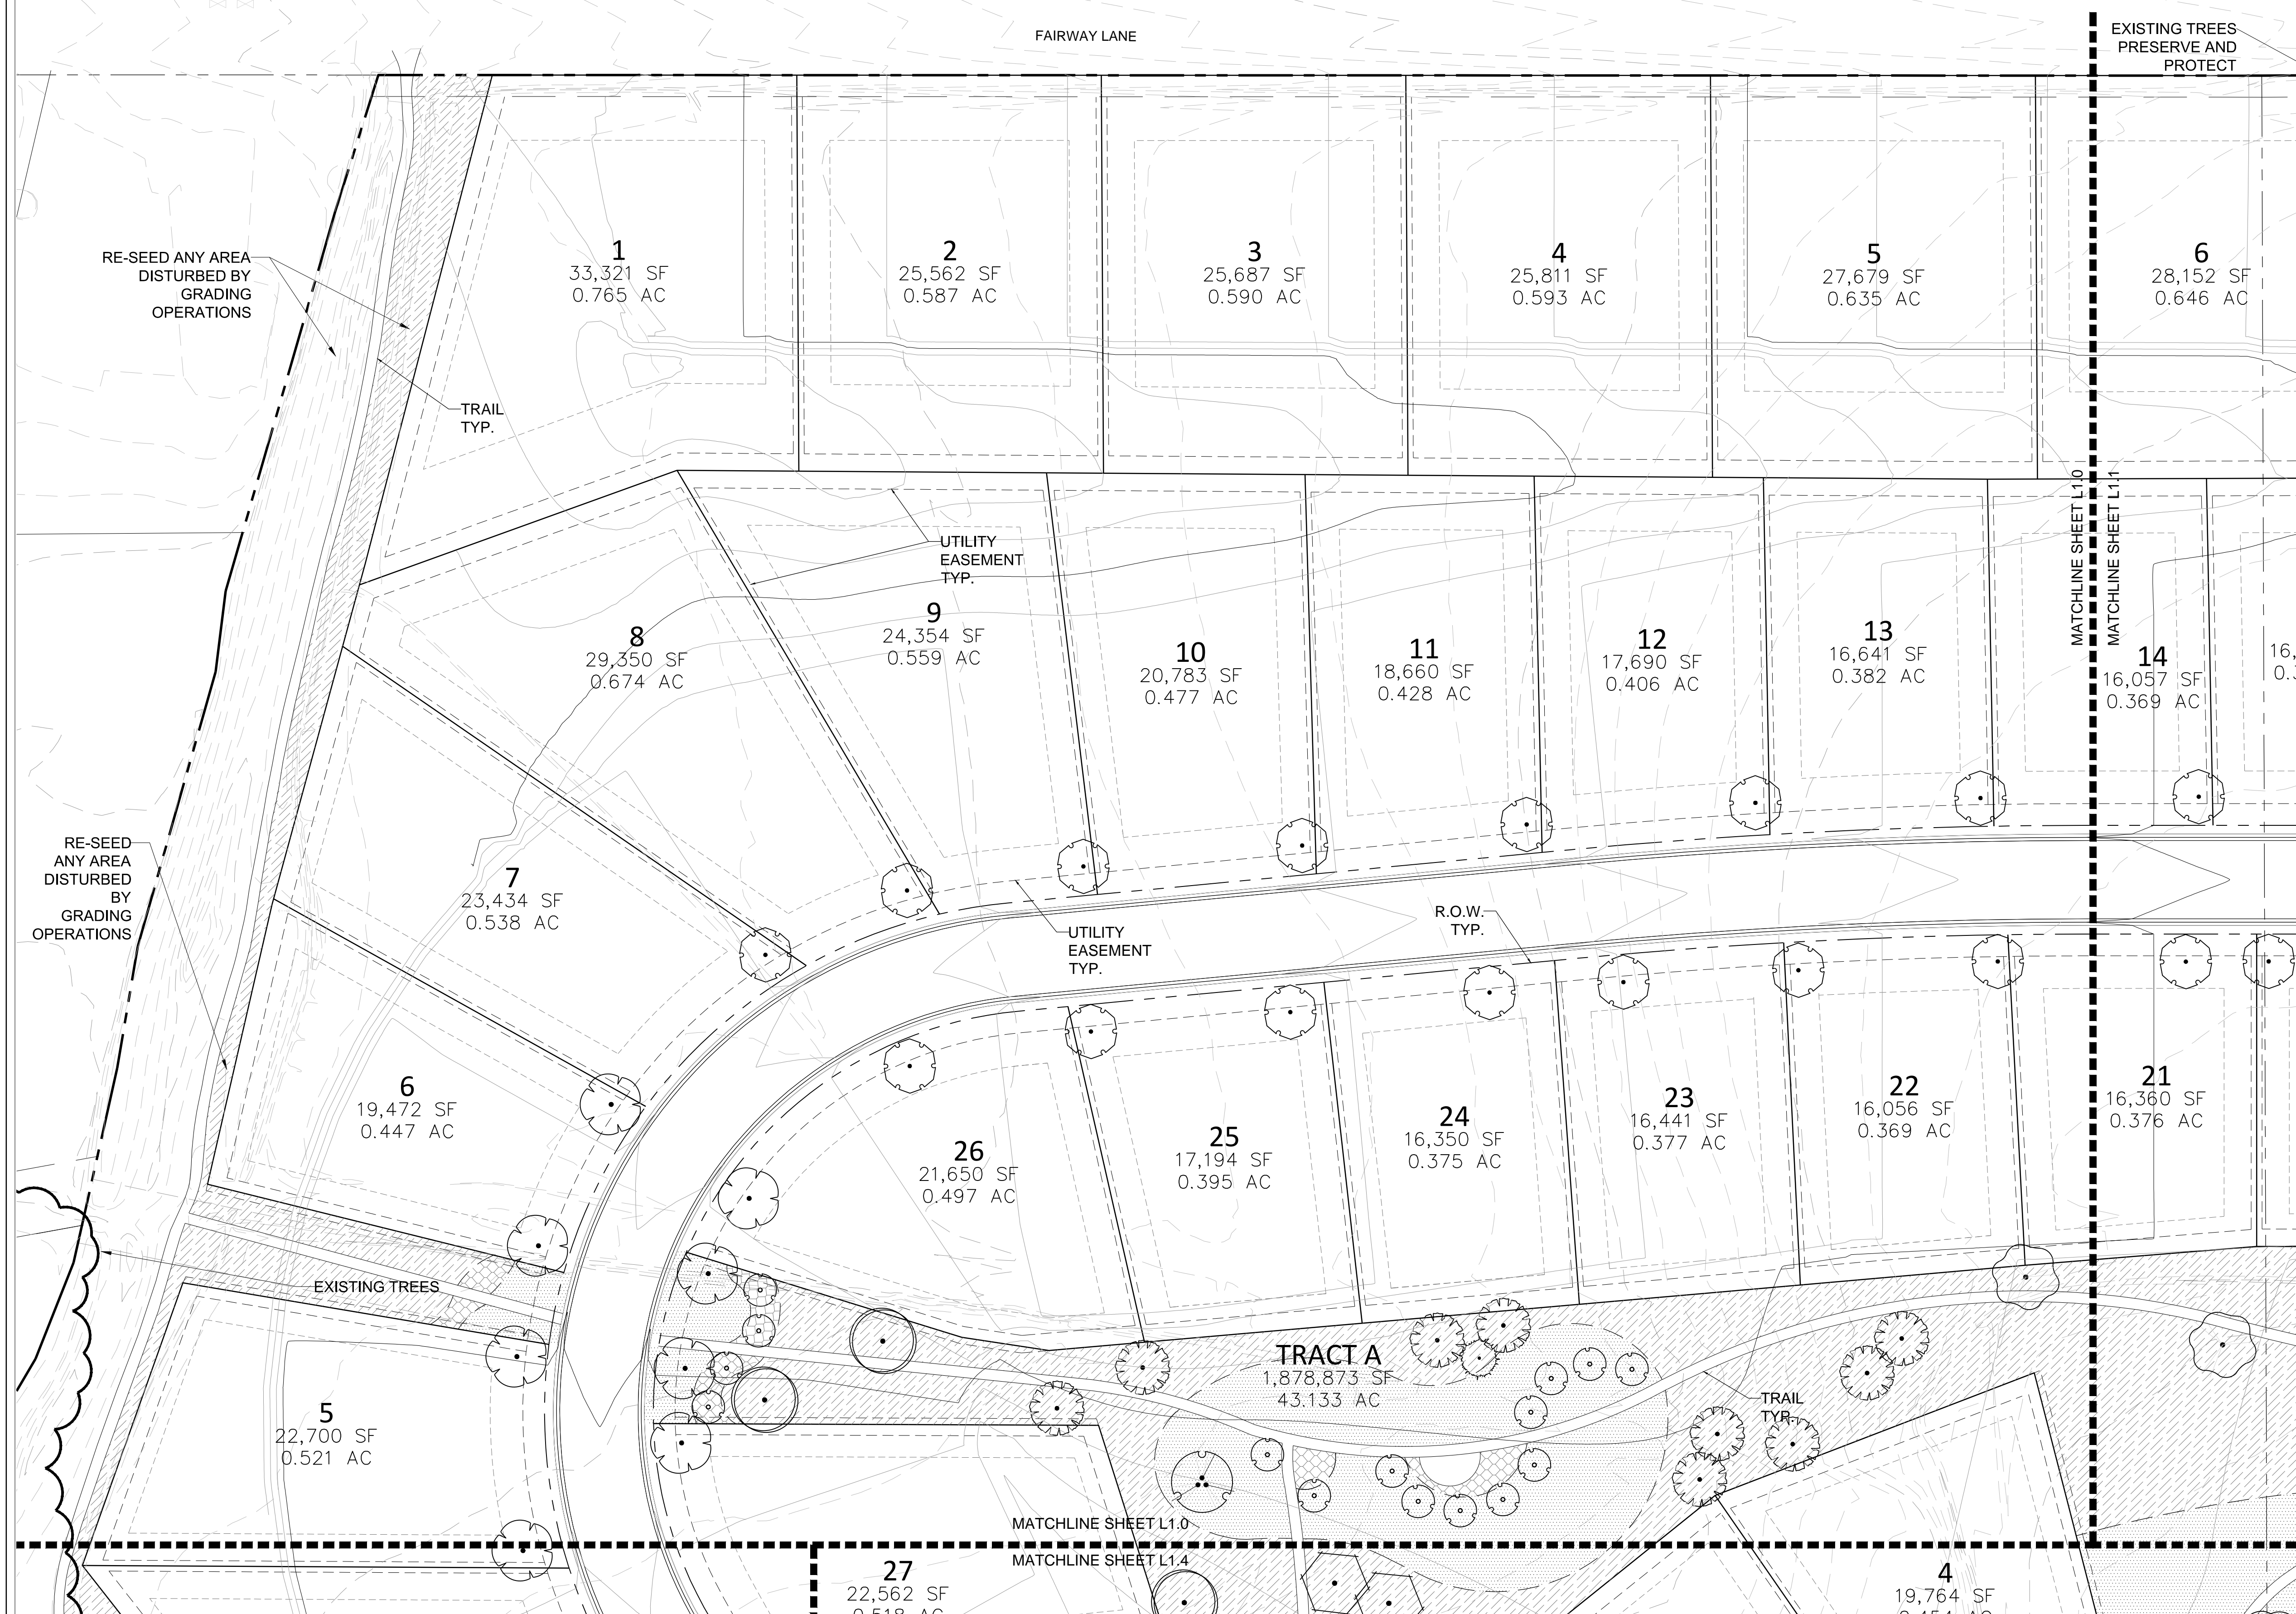 FAIRWAY LANE
EXISTING TREES
PRESERVE AND
PROTECT
RE-SEED ANY AREA
DISTURBED BY
GRADING
OPERATIONS
1
33,321 SF
0.765 AC
2
25,562 SF
0.587 AC
3
25,687 SF
0.590 AC
4
25,811 SF
0.593 AC
5
27,679 SF
0.635 AC
6
28,152 SF
0.646 AC
TRAIL
TYP.
MATCHLINE SHEET L1.0
MATCHLINE SHEET L1.1
UTILITY
EASEMENT
TYP.
8
29,350 SF
0.674 AC
9
24,354 SF
0.559 AC
10
20,783 SF
0.477 AC
11
18,660 SF
0.428 AC
12
17,690 SF
0.406 AC
13
16,641 SF
0.382 AC
14
16,057 SF
0.369 AC
16,
0.
RE-SEED
ANY AREA
DISTURBED
BY
GRADING
OPERATIONS
7
23,434 SF
0.538 AC
UTILITY
EASEMENT
TYP.
R.O.W.
TYP.
6
19,472 SF
0.447 AC
26
21,650 SF
0.497 AC
25
17,194 SF
0.395 AC
24
16,350 SF
0.375 AC
23
16,441 SF
0.377 AC
22
16,056 SF
0.369 AC
21
16,360 SF
0.376 AC
EXISTING TREES
TRACT A
1,878,873 SF
43.133 AC
TRAIL
TYP.
5
22,700 SF
0.521 AC
MATCHLINE SHEET L1.0
MATCHLINE SHEET L1.4
27
22,562 SF
0.518 AC
4
19,764 SF
0.454 AC